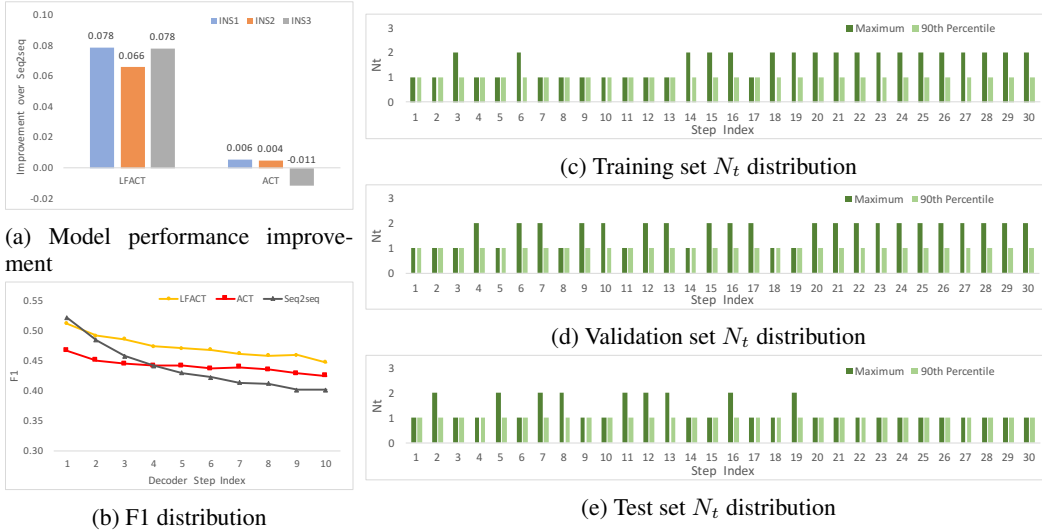 INS1 INS2 INS3
Improvement over Seq2seq
0.10
0.08
0.06
0.04
0.02
0.00
-0.02
0.078
0.066
0.078
0.006
0.004
-0.011
LFACT ACT
(a) Model performance improve-
ment
LFACT ACT Seq2seq
F1
0.55
0.50
0.45
0.40
0.35
0.30
1 2 3 4 5 6 7 8 9 10
Decoder Step Index
(b) F1 distribution
Maximum 90th Percentile
Nt
3
2
1
0
1 2 3 4 5 6 7 8 9 10 11 12 13 14 15 16 17 18 19 20 21 22 23 24 25 26 27 28 29 30
Step Index
(c) Training set Nt distribution
Maximum 90th Percentile
Nt
3
2
1
0
1 2 3 4 5 6 7 8 9 10 11 12 13 14 15 16 17 18 19 20 21 22 23 24 25 26 27 28 29 30
Step Index
(d) Validation set Nt distribution
Maximum 90th Percentile
Nt
3
2
1
0
1 2 3 4 5 6 7 8 9 10 11 12 13 14 15 16 17 18 19 20 21 22 23 24 25 26 27 28 29 30
Step Index
(e) Test set Nt distribution